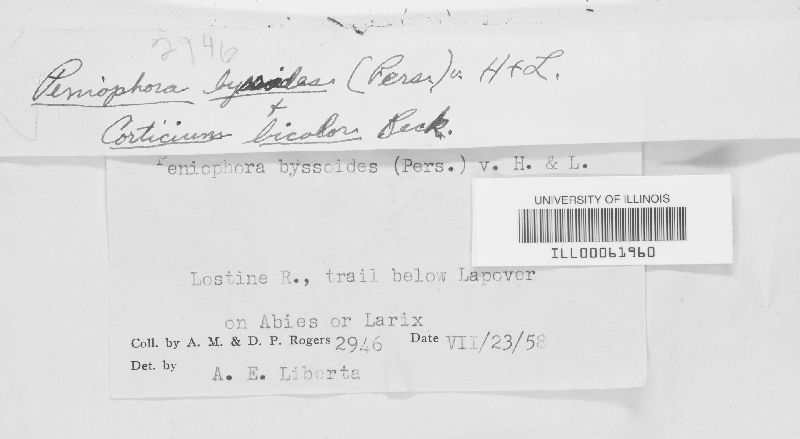 2946
Peniophora byssoides (Pers.) v. H & L.
+
Corticium bicolor Peck.
Peniophora byssoides (Pers.) v. H. & L.
UNIVERSITY OF ILLINOIS
ILL00061960
Lostine R., trail below Lapover
on Abies or Larix
Coll. by A. M. & D. P. Rogers 2946 Date VII/23/58
Det. by A. E. Liberta